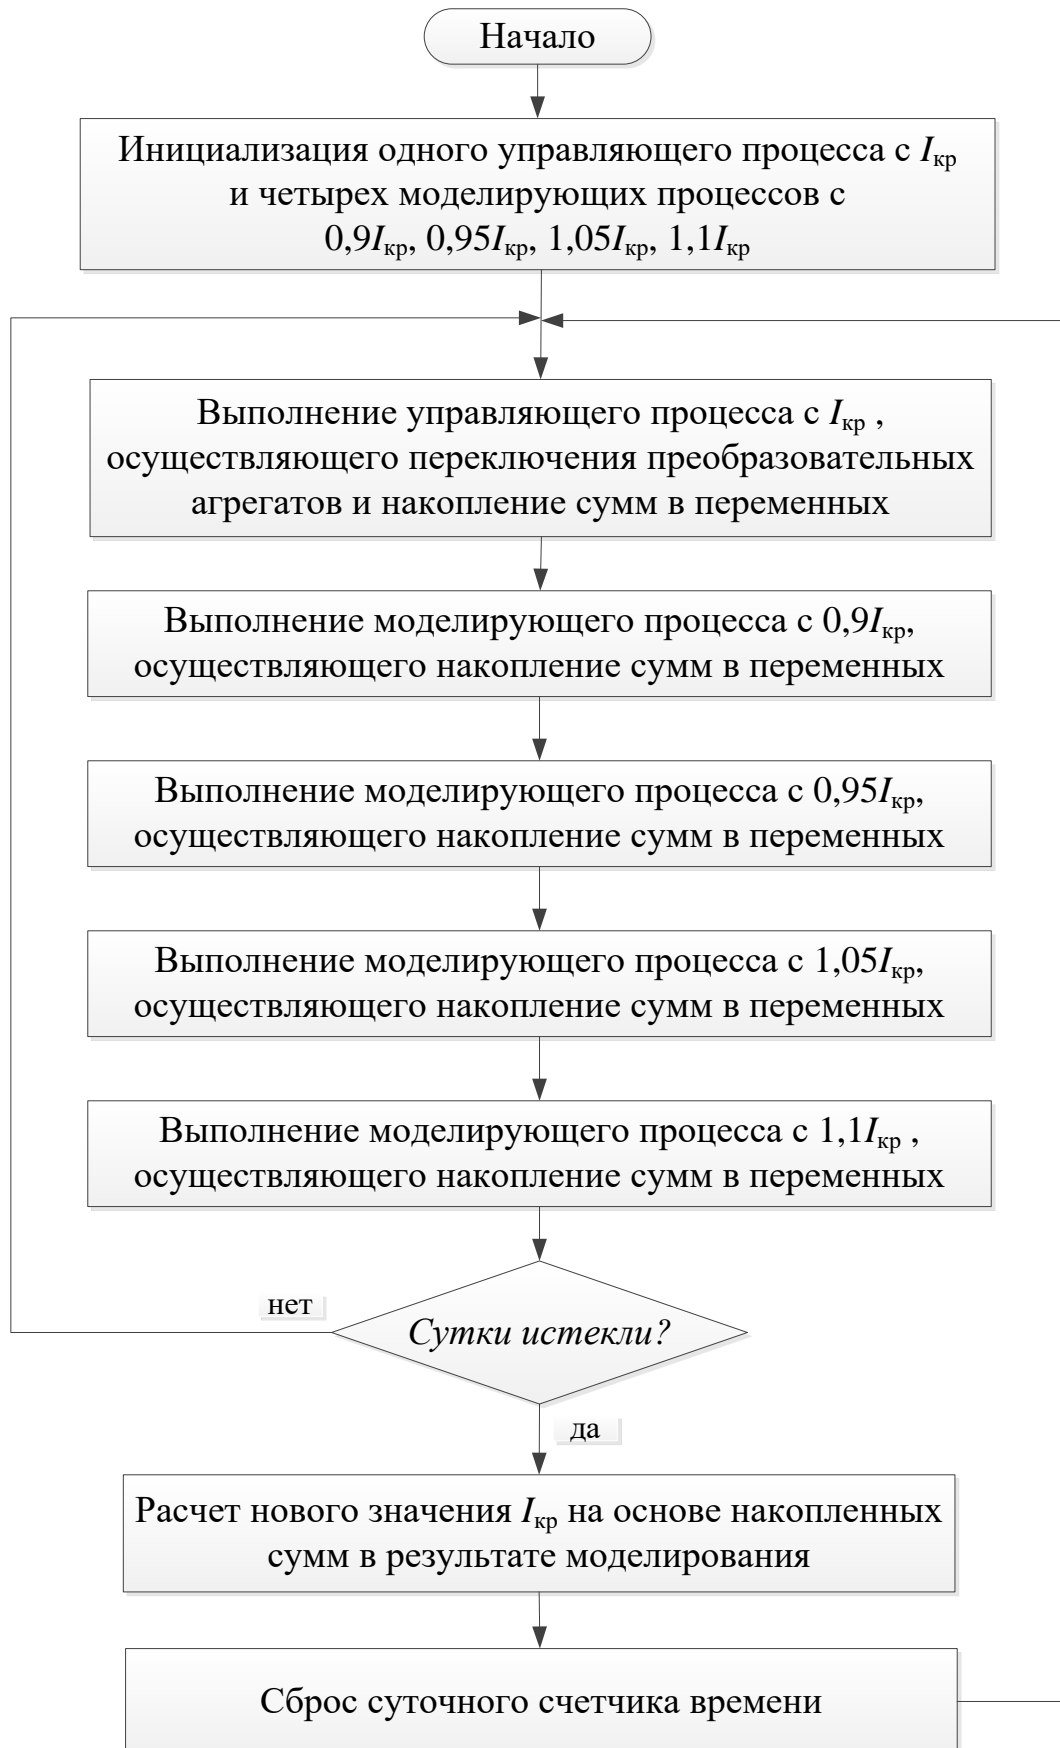 Начало
Инициализация одного управляющего процесса с Iкр
и четырех моделирующих процессов с
0,9Iкр, 0,95Iкр, 1,05Iкр, 1,1Iкр
Выполнение управляющего процесса с Iкр ,
осуществляющего переключения преобразовательных
агрегатов и накопление сумм в переменных
Выполнение моделирующего процесса с 0,9Iкр,
осуществляющего накопление сумм в переменных
Выполнение моделирующего процесса с 0,95Iкр,
осуществляющего накопление сумм в переменных
Выполнение моделирующего процесса с 1,05Iкр,
осуществляющего накопление сумм в переменных
Выполнение моделирующего процесса с 1,1Iкр ,
осуществляющего накопление сумм в переменных
нет
Сутки истекли?
да
Расчет нового значения Iкр на основе накопленных
сумм в результате моделирования
Сброс суточного счетчика времени